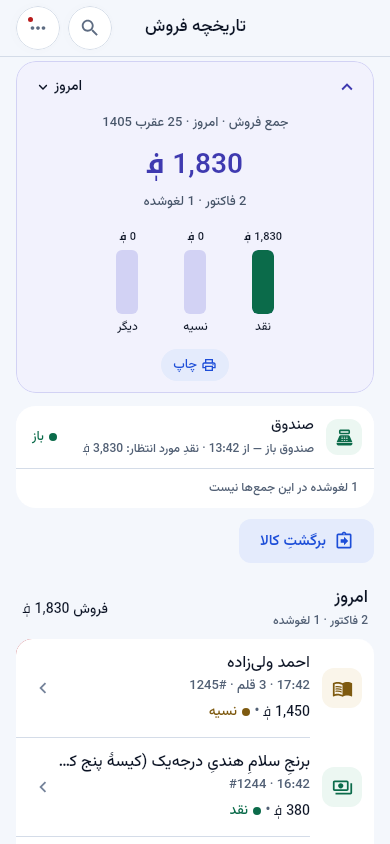 تاریخچه فروش
امروز
جمع فروش · امروز · 25 عقرب 1405
1,830 ؋
2 فاکتور · 1 لغوشده
1,830 ؋
0 ؋
0 ؋
نقد
نسیه
دیگر
چاپ
صندوق
صندوق باز — از 13:42 · نقدِ مورد انتظار: 3,830 ؋
باز
1 لغوشده در این جمع‌ها نیست
برگشتِ کالا
امروز
فروش 1,830 ؋
2 فاکتور · 1 لغوشده
احمد ولی‌زاده
17:42 · 3 قلم · #1245
1,450 ؋ • نسیه
برنجِ سلامِ هندیِ درجه‌یک (کیسهٔ پنج ک…
16:42 · #1244
380 ؋ • نقد